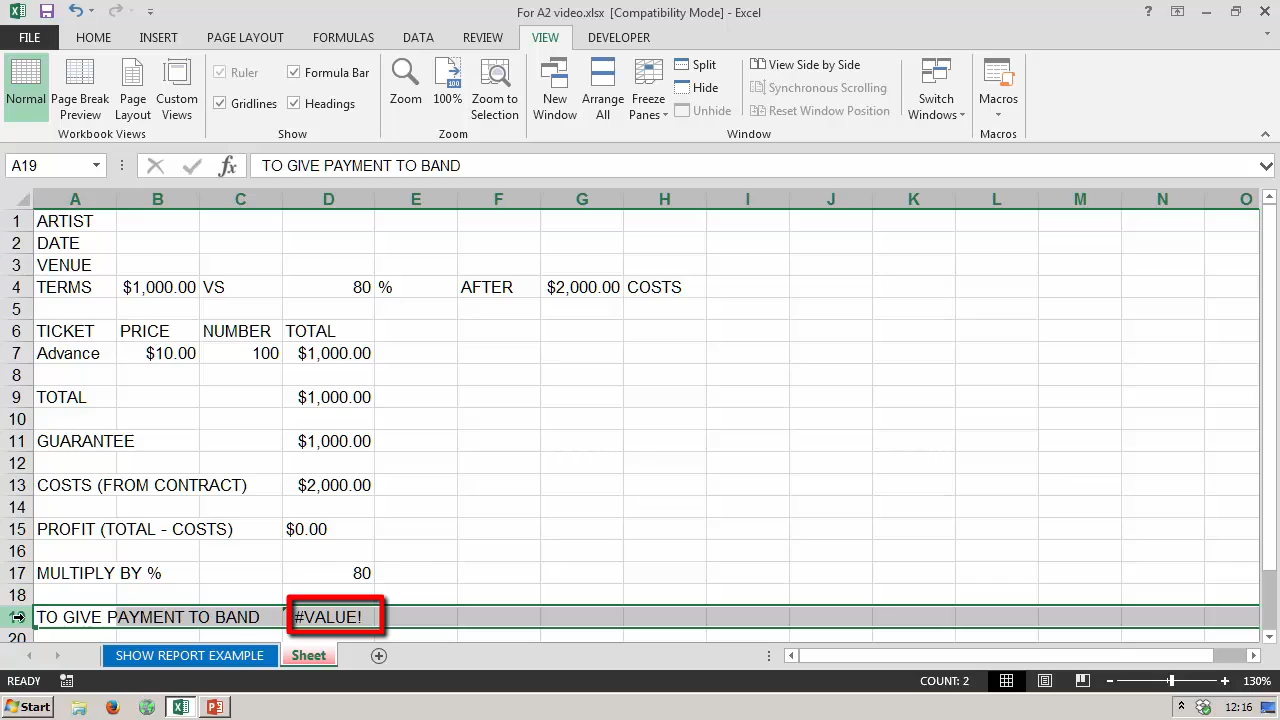 For A2 video.xlsx [Compatibility Mode] - Excel
FILE HOME INSERT PAGE LAYOUT FORMULAS DATA REVIEW VIEW DEVELOPER
Normal
Page Break Preview
Page Layout
Custom Views
Workbook Views
Ruler
Formula Bar
Gridlines
Headings
Show
Zoom
100%
Zoom to Selection
Zoom
New Window
Arrange All
Freeze Panes
Split
Hide
Unhide
View Side by Side
Synchronous Scrolling
Reset Window Position
Window
Switch Windows
Macros
Macros
A19 fx TO GIVE PAYMENT TO BAND
A B C D E F G H I J K L M N O
1 ARTIST
2 DATE
3 VENUE
4 TERMS $1,000.00 VS 80 % AFTER $2,000.00 COSTS
5
6 TICKET PRICE NUMBER TOTAL
7 Advance $10.00 100 $1,000.00
8
9 TOTAL $1,000.00
10
11 GUARANTEE $1,000.00
12
13 COSTS (FROM CONTRACT) $2,000.00
14
15 PROFIT (TOTAL - COSTS) $0.00
16
17 MULTIPLY BY % 80
18
TO GIVE PAYMENT TO BAND #VALUE!
20
SHOW REPORT EXAMPLE Sheet
READY COUNT: 2 130%
Start 12:16